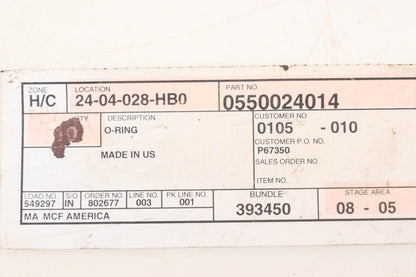 ZONE LOCATION PART NO.
H/C 24-04-028-HB0 0550024014
QTY DESCRIPTION CUSTOMER NO.
O-RING 0105 -010
CUSTOMER P.O. NO.
MADE IN US P67350
SALES ORDER NO.
ITEM NO.
LOAD NO. S/O ORDER NO. LINE NO. PK LINE NO. BUNDLE STAGE AREA
549297 IN 802677 003 001 393450 08 - 05
MA MCF AMERICA